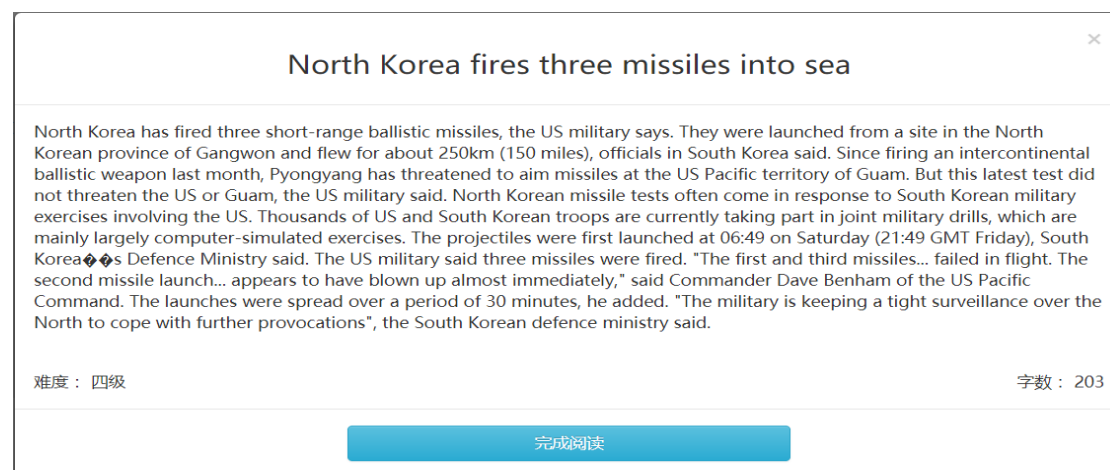 ×
North Korea fires three missiles into sea
North Korea has fired three short-range ballistic missiles, the US military says. They were launched from a site in the North
Korean province of Gangwon and flew for about 250km (150 miles), officials in South Korea said. Since firing an intercontinental
ballistic weapon last month, Pyongyang has threatened to aim missiles at the US Pacific territory of Guam. But this latest test did
not threaten the US or Guam, the US military said. North Korean missile tests often come in response to South Korean military
exercises involving the US. Thousands of US and South Korean troops are currently taking part in joint military drills, which are
mainly largely computer-simulated exercises. The projectiles were first launched at 06:49 on Saturday (21:49 GMT Friday), South
Korea��s Defence Ministry said. The US military said three missiles were fired. "The first and third missiles... failed in flight. The
second missile launch... appears to have blown up almost immediately," said Commander Dave Benham of the US Pacific
Command. The launches were spread over a period of 30 minutes, he added. "The military is keeping a tight surveillance over the
North to cope with further provocations", the South Korean defence ministry said.
难度： 四级 字数： 203
完成阅读